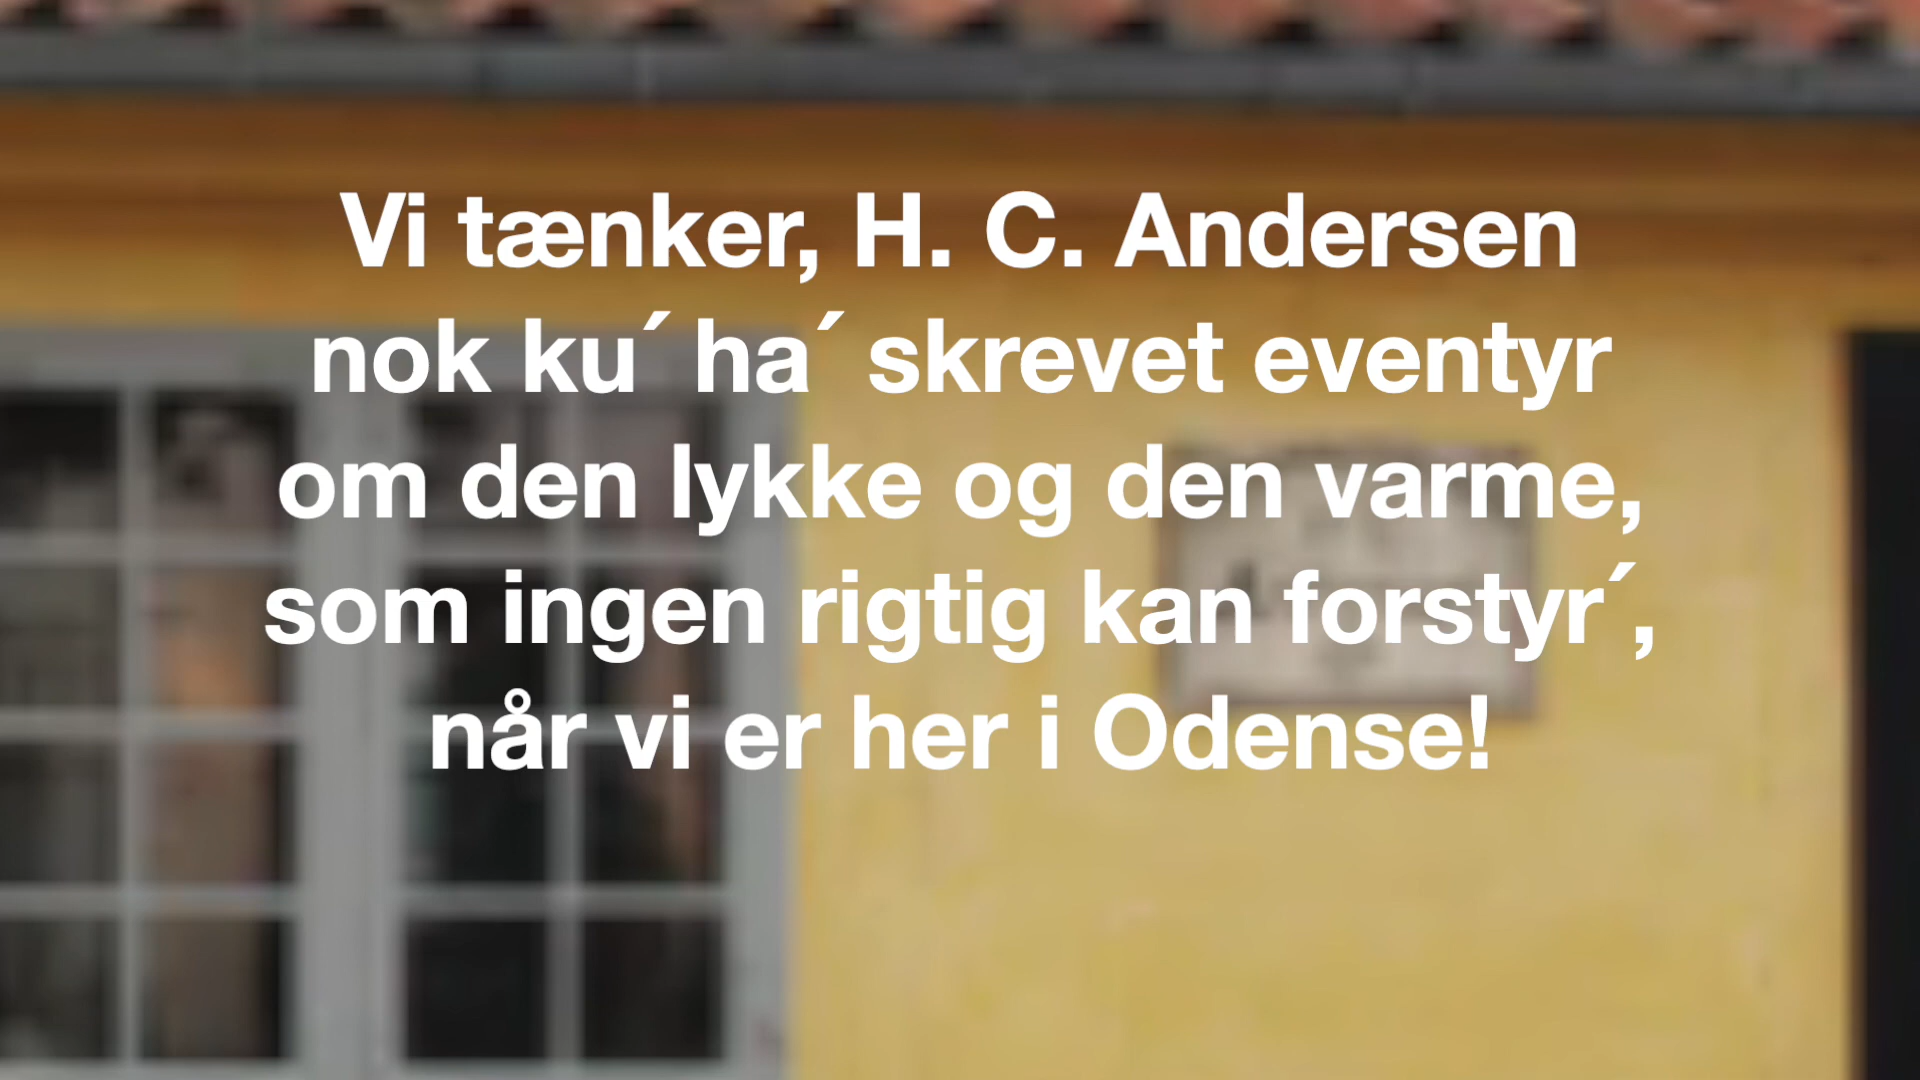 Vi tænker, H. C. Andersen
nok ku´ ha´ skrevet eventyr
om den lykke og den varme,
som ingen rigtig kan forstyr´,
når vi er her i Odense!